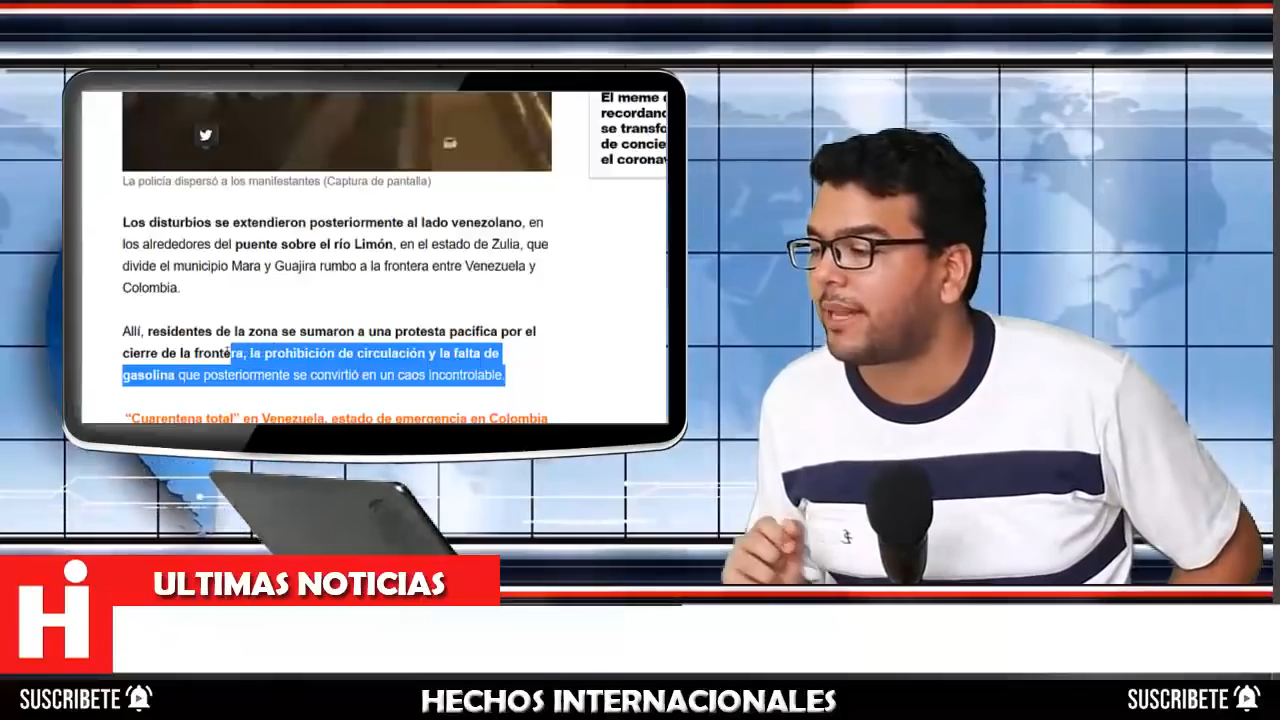 El meme
recordand
se transfo
de concie
el corona
La policía dispersó a los manifestantes (Captura de pantalla)
Los disturbios se extendieron posteriormente al lado venezolano, en
los alrededores del puente sobre el río Limón, en el estado de Zulia, que
divide el municipio Mara y Guajira rumbo a la frontera entre Venezuela y
Colombia.
Allí, residentes de la zona se sumaron a una protesta pacífica por el
cierre de la frontera, la prohibición de circulación y la falta de
gasolina que posteriormente se convirtió en un caos incontrolable.
“Cuarentena total” en Venezuela, estado de emergencia en Colombia
Hi
ULTIMAS NOTICIAS
SUSCRIBETE
HECHOS INTERNACIONALES
SUSCRIBETE